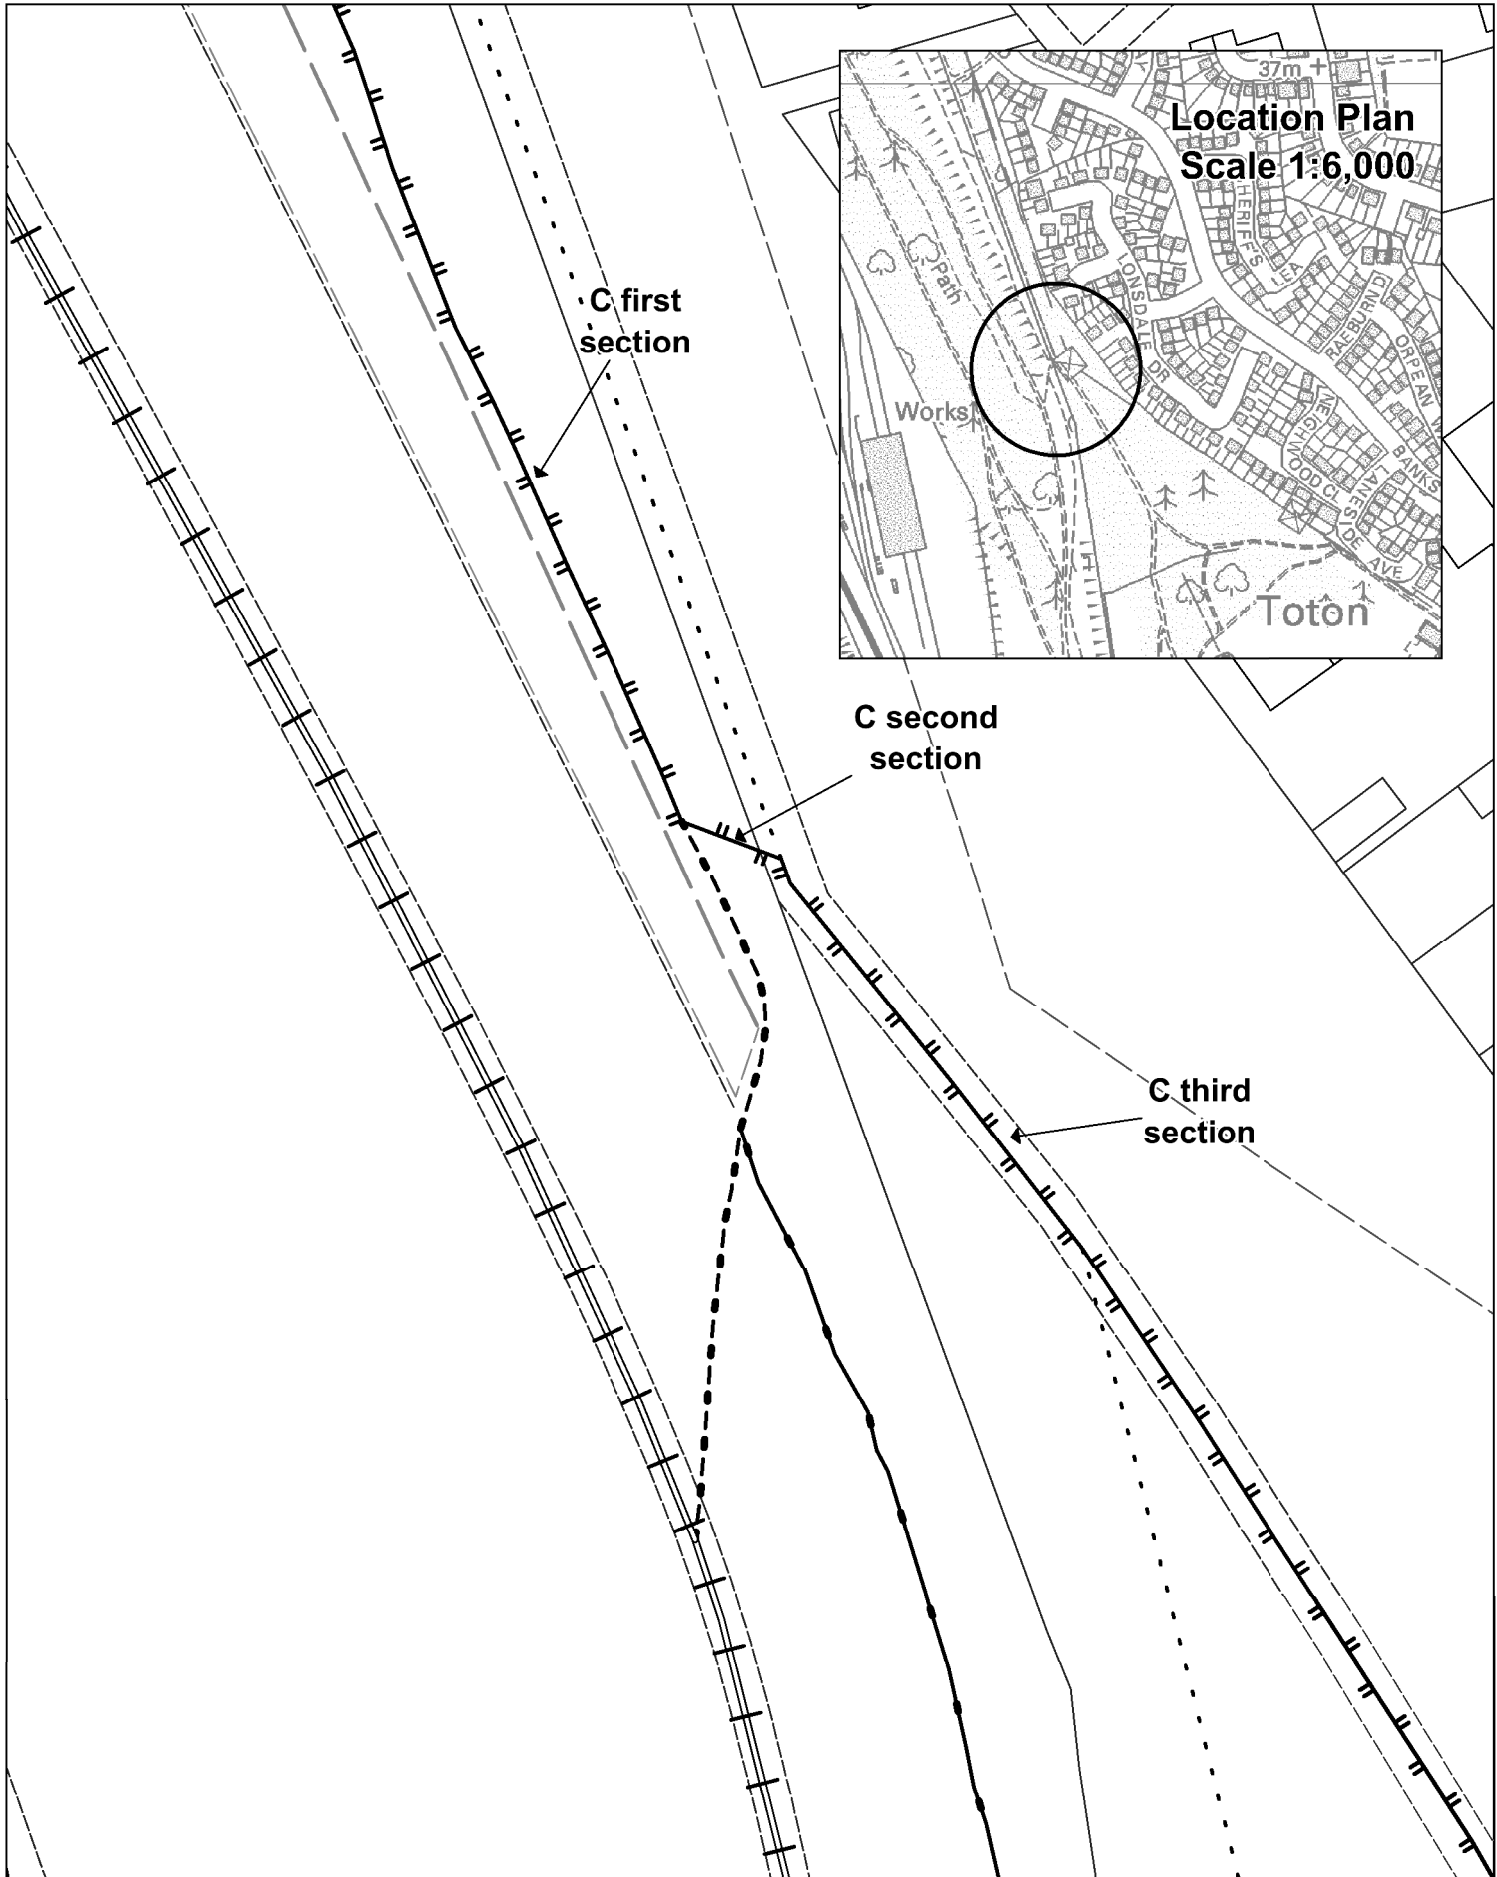 37m
Location Plan
Scale 1:6,000
Path
LONSDALE DR
RAEBURN D
Works
BANKS
AVE
Toton
C first
section
C second
section
C third
section